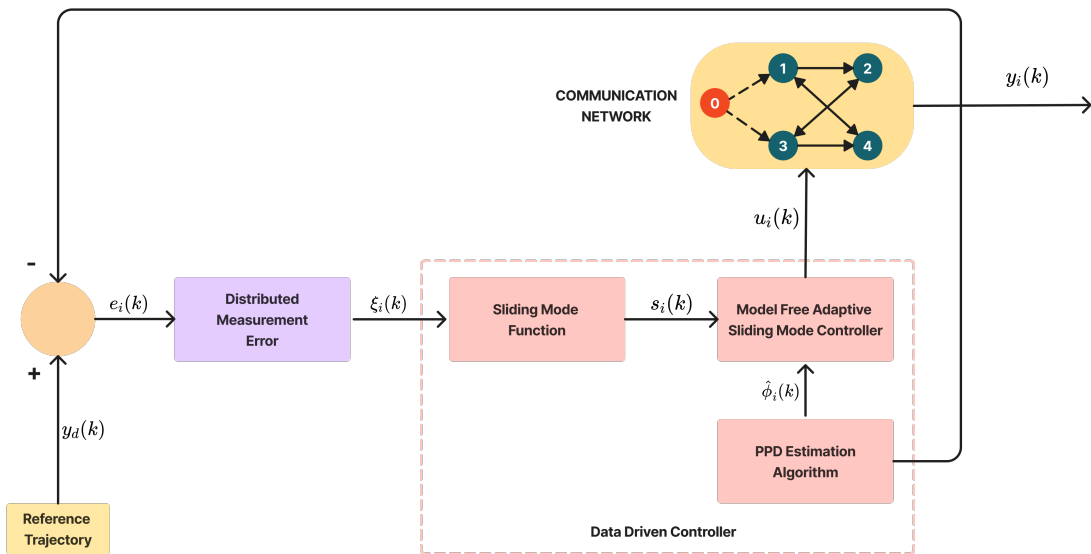 COMMUNICATION
NETWORK
0
1
2
3
4
y_i(k)
u_i(k)
-
e_i(k)
Distributed
Measurement
Error
ξ_i(k)
Sliding Mode
Function
s_i(k)
Model Free Adaptive
Sliding Mode Controller
+
ϕ̂_i(k)
y_d(k)
PPD Estimation
Algorithm
Reference
Trajectory
Data Driven Controller